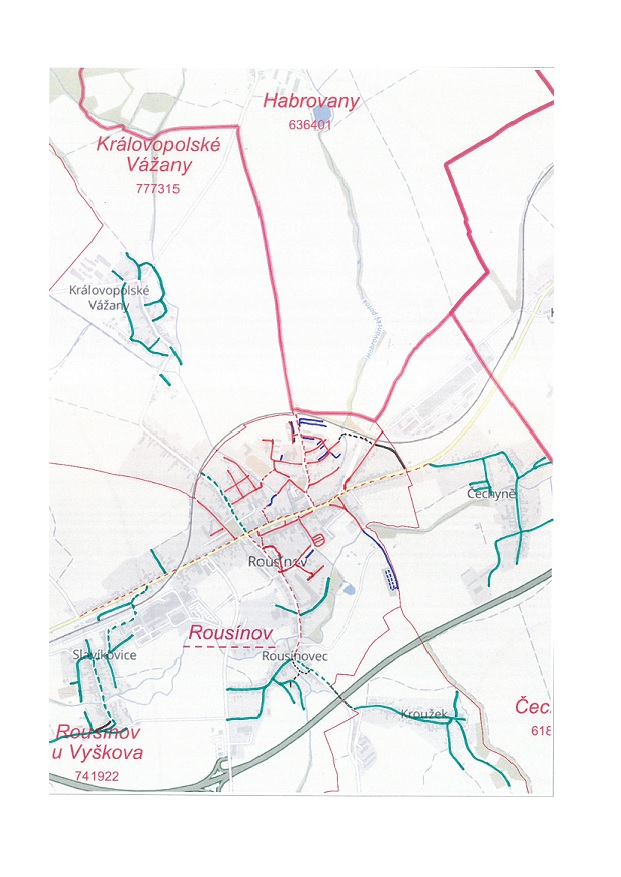 Habrovany
636401
Královopolské
Vážany
777315
Královopolské
Vážany
Čechyně
Rousínov
Rousínov
Rousínovec
Slavíkovice
Kroužek
Rousínov
u Vyškova
741922
Čec
618